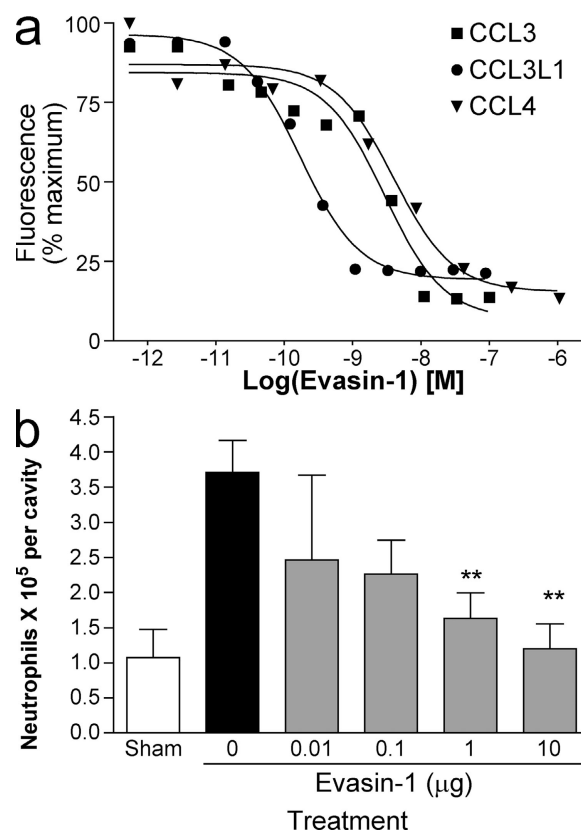 a
100
75
50
25
0
Fluorescence
(% maximum)
CCL3
CCL3L1
CCL4
-12 -11 -10 -9 -8 -7 -6
Log(Evasin-1) [M]
b
4.5
4.0
3.5
3.0
2.5
2.0
1.5
1.0
0.5
0.0
Neutrophils X 10⁵ per cavity
** **
Sham 0 0.01 0.1 1 10
Evasin-1 (μg)
Treatment